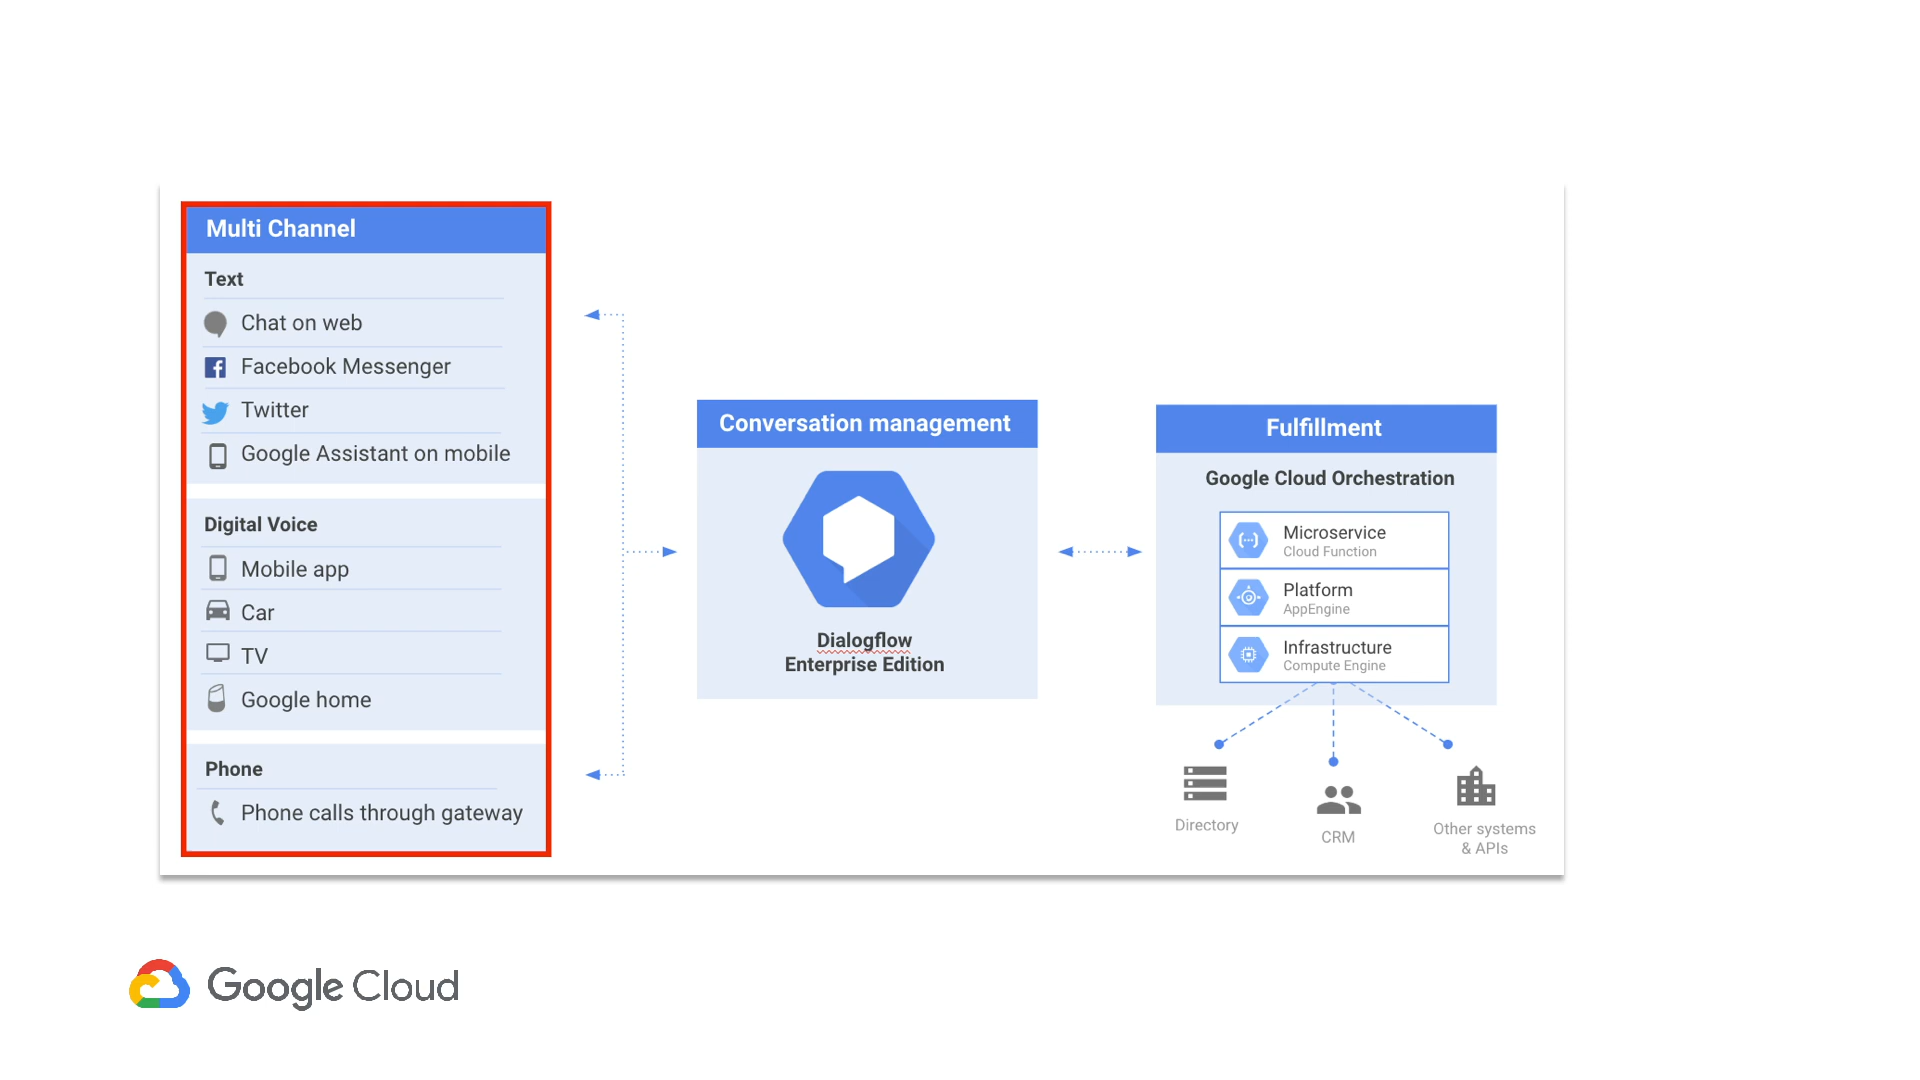 Multi Channel
Text
Chat on web
Facebook Messenger
Twitter
Google Assistant on mobile
Digital Voice
Mobile app
Car
TV
Google home
Phone
Phone calls through gateway
Conversation management
Dialogflow
Enterprise Edition
Fulfillment
Google Cloud Orchestration
Microservice
Cloud Function
Platform
AppEngine
Infrastructure
Compute Engine
Directory
CRM
Other systems
& APIs
Google Cloud